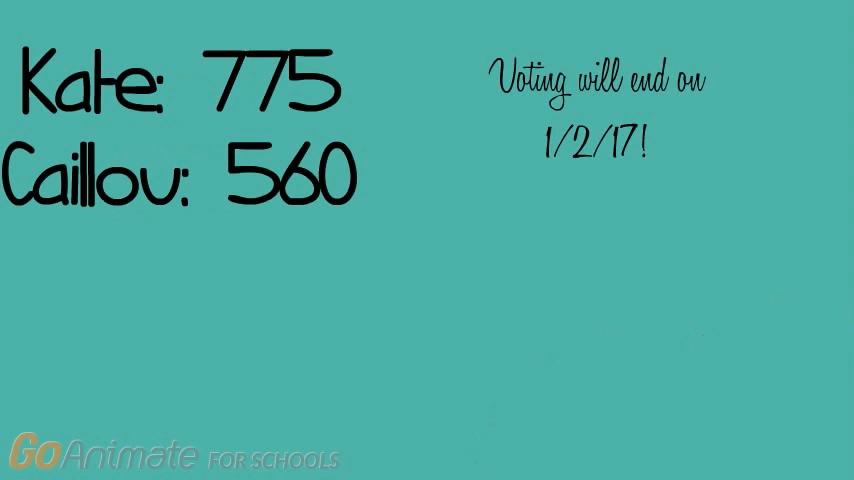 Kate: 775
Caillou: 560
Voting will end on
1/2/17!
GoAnimate FOR SCHOOLS